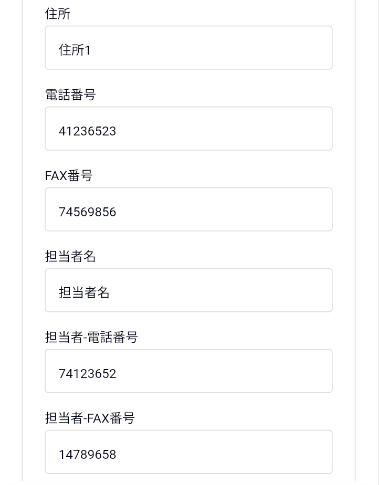 住所
住所1
電話番号
41236523
FAX番号
74569856
担当者名
担当者名
担当者-電話番号
74123652
担当者-FAX番号
14789658